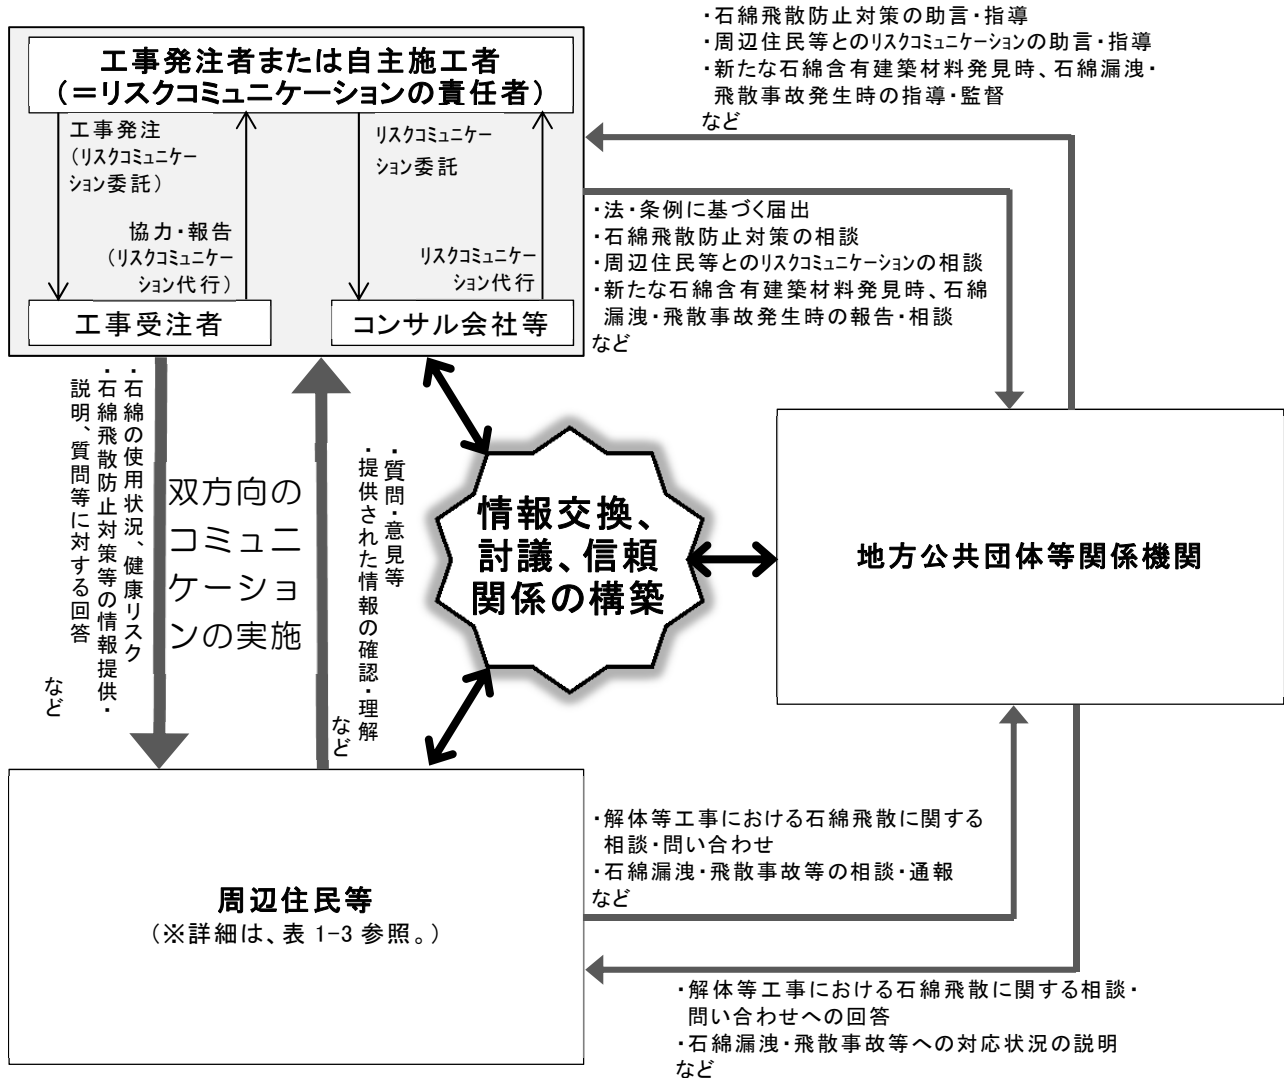 ・石綿飛散防止対策の助言・指導
・周辺住民等とのリスクコミュニケーションの助言・指導
・新たな石綿含有建築材料発見時、石綿漏洩・
飛散事故発生時の指導・監督
など
工事発注者または自主施工者
（＝リスクコミュニケーションの責任者）
工事発注
（リスクコミュニケー
ション委託）
リスクコミュニケー
ション委託
協力・報告
（リスクコミュニケー
ション代行）
リスクコミュニケー
ション代行
工事受注者
コンサル会社等
・法・条例に基づく届出
・石綿飛散防止対策の相談
・周辺住民等とのリスクコミュニケーションの相談
・新たな石綿含有建築材料発見時、石綿
漏洩・飛散事故発生時の報告・相談
など
・石綿の使用状況、健康リスク
・石綿飛散防止対策等の情報提供・
説明、質問等に対する回答
など
双方向の
コミュニ
ケーショ
ンの実施
・質問・意見等
・提供された情報の確認・理解
など
情報交換、
討議、信頼
関係の構築
地方公共団体等関係機関
周辺住民等
（※詳細は、表 1-3 参照。）
・解体等工事における石綿飛散に関する
相談・問い合わせ
・石綿漏洩・飛散事故等の相談・通報
など
・解体等工事における石綿飛散に関する相談・
問い合わせへの回答
・石綿漏洩・飛散事故等への対応状況の説明
など